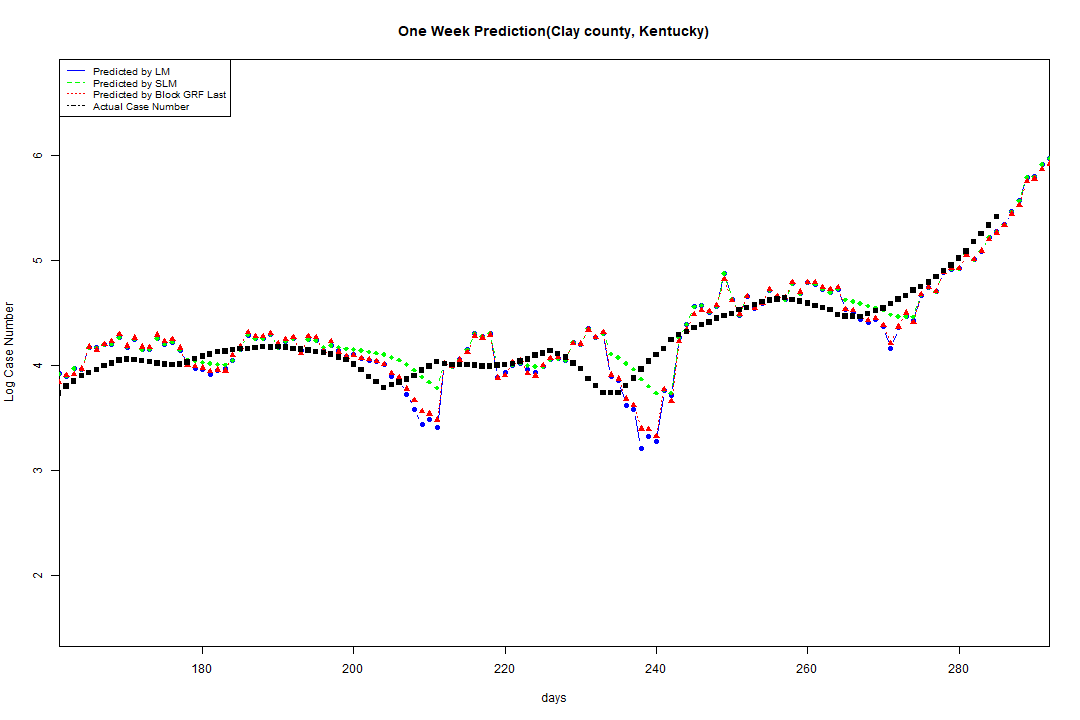 One Week Prediction(Clay county, Kentucky)
Predicted by LM
Predicted by SLM
Predicted by Block GRF Last
Actual Case Number
6
5
4
3
2
Log Case Number
180 200 220 240 260 280
days